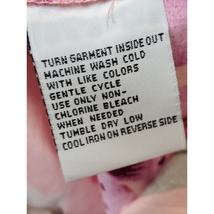 TURN GARMENT INSIDE OUT
MACHINE WASH COLD
WITH LIKE COLORS
GENTLE CYCLE
USE ONLY NON-
CHLORINE BLEACH
WHEN NEEDED
TUMBLE DRY LOW
COOL IRON ON REVERSE SIDE